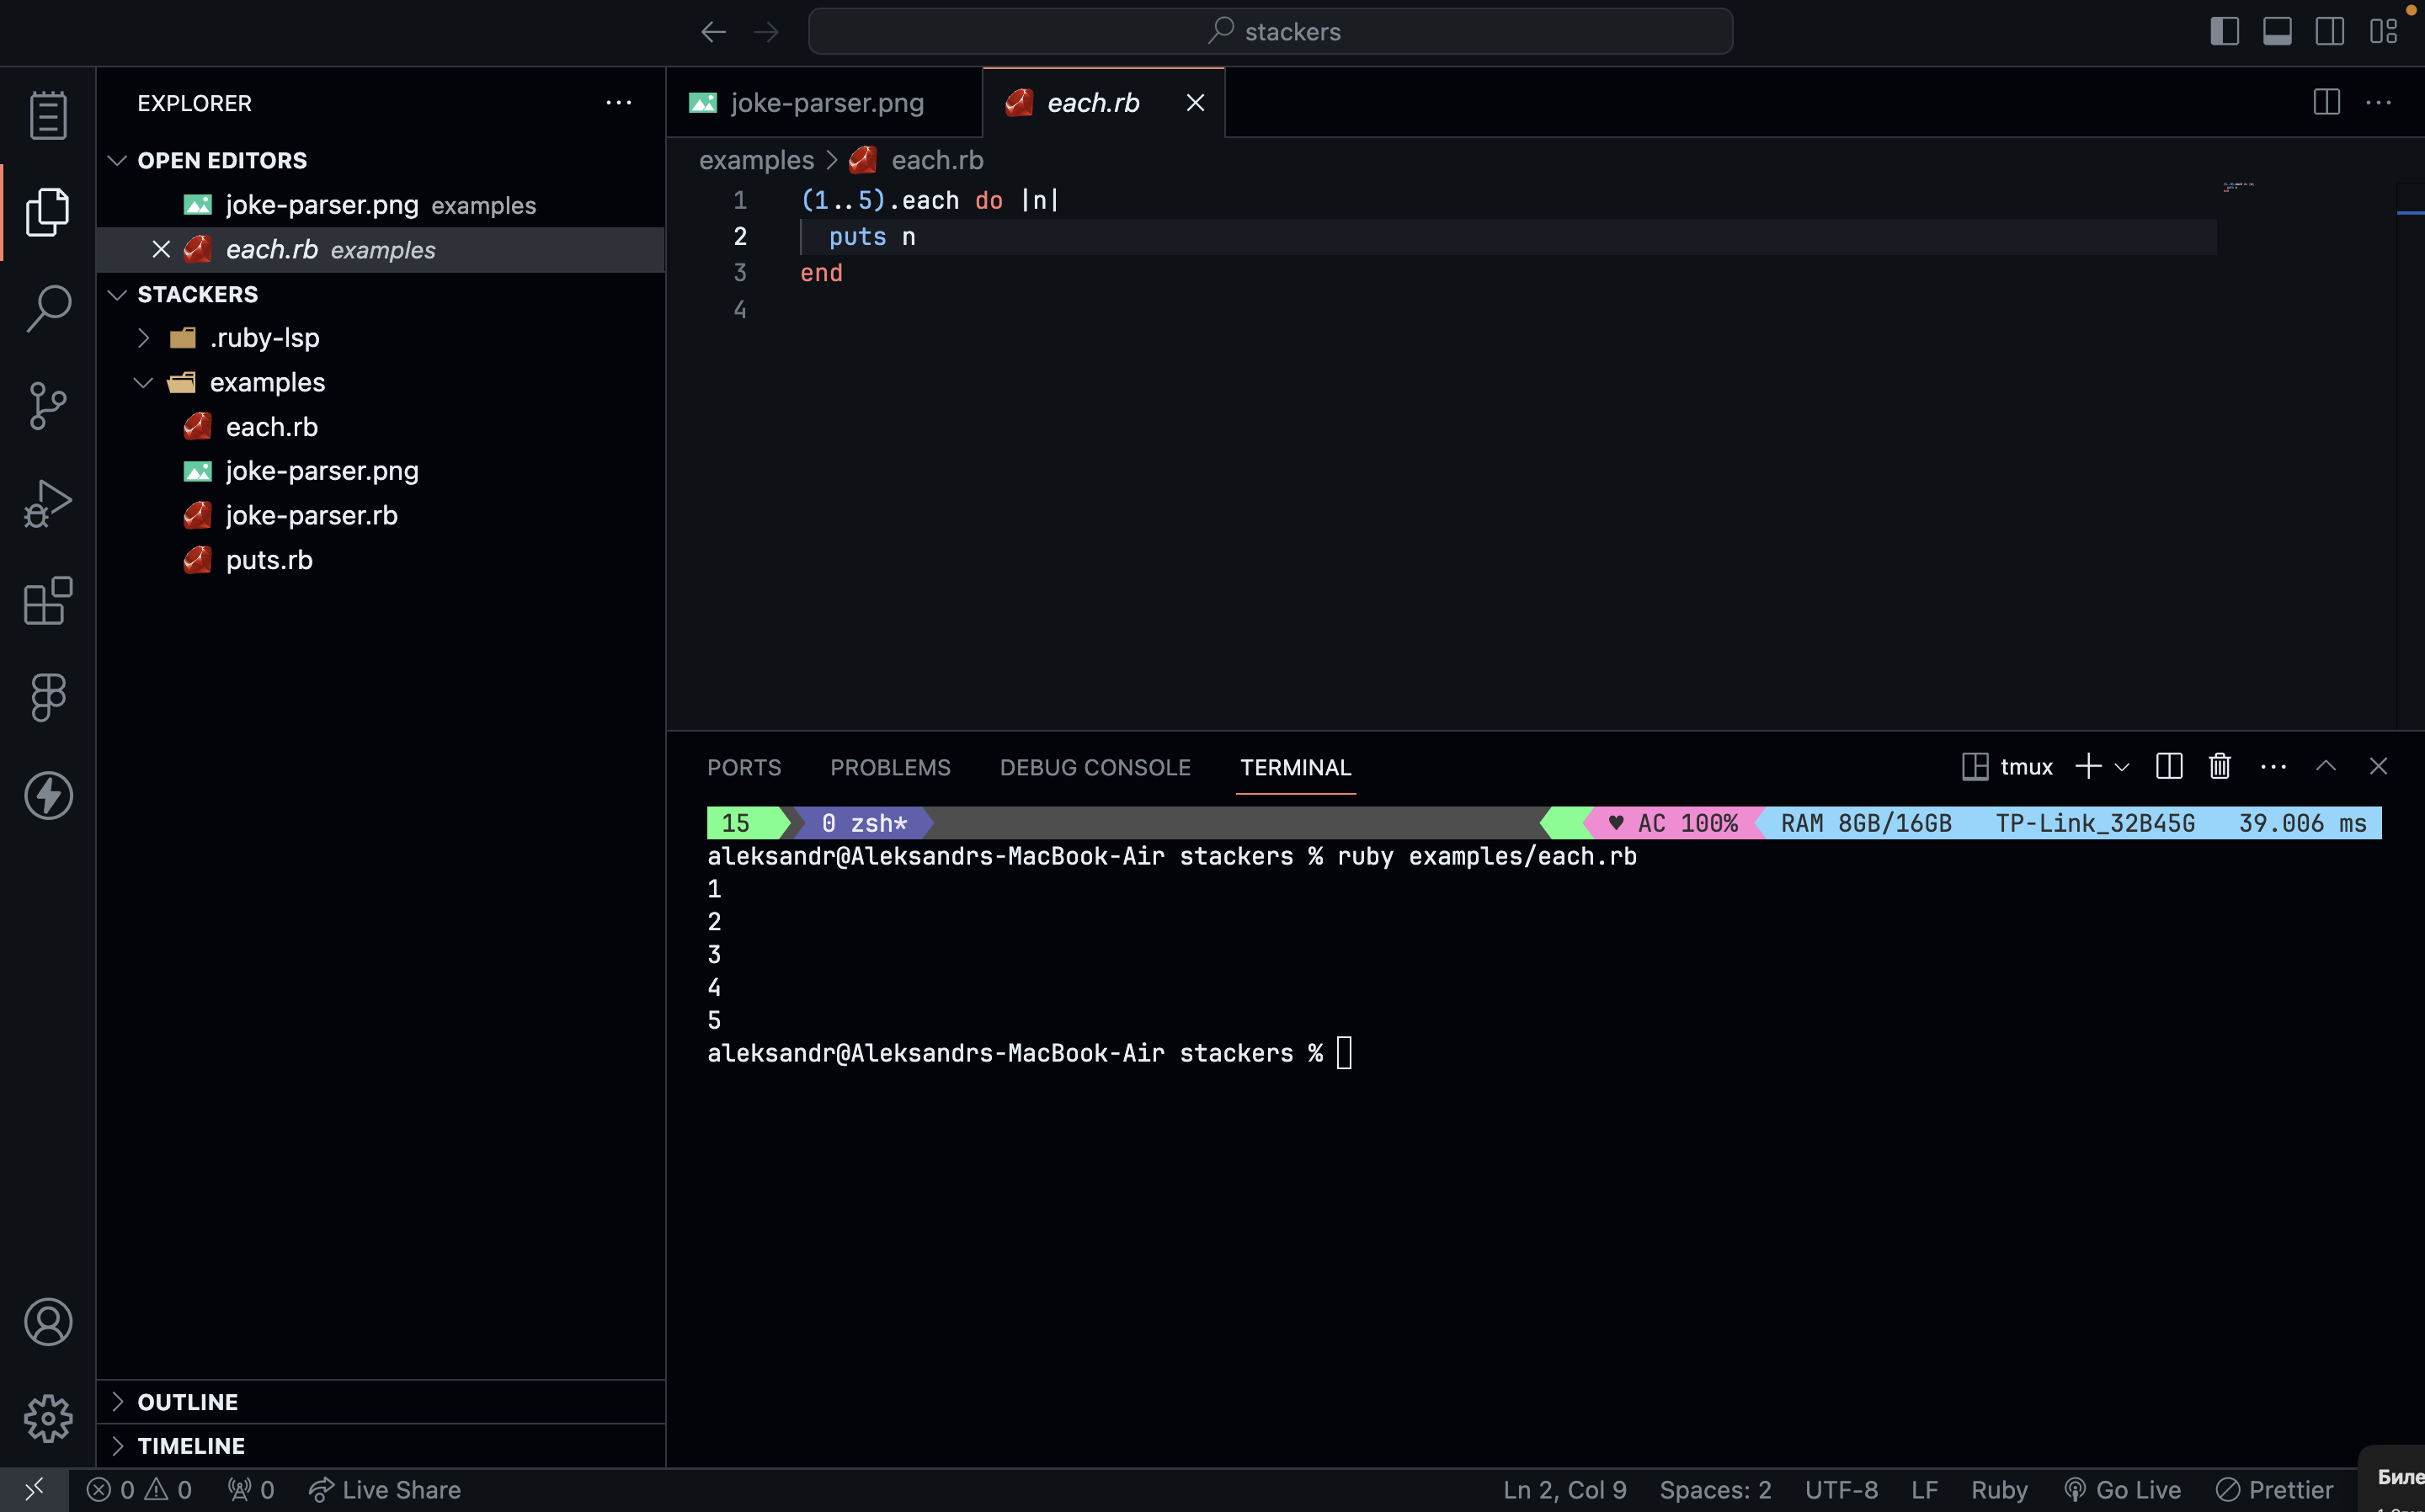 stackers
EXPLORER
OPEN EDITORS
joke-parser.png examples
each.rb examples
STACKERS
.ruby-lsp
examples
each.rb
joke-parser.png
joke-parser.rb
puts.rb
OUTLINE
TIMELINE
joke-parser.png
each.rb
examples > each.rb
1 (1..5).each do |n|
2 puts n
3 end
4
PORTS PROBLEMS DEBUG CONSOLE TERMINAL
tmux
15 0 zsh* ♥ AC 100% RAM 8GB/16GB TP-Link_32B45G 39.006 ms
aleksandr@Aleksandrs-MacBook-Air stackers % ruby examples/each.rb
1
2
3
4
5
aleksandr@Aleksandrs-MacBook-Air stackers %
0 0 0 Live Share
Ln 2, Col 9 Spaces: 2 UTF-8 LF Ruby Go Live Prettier